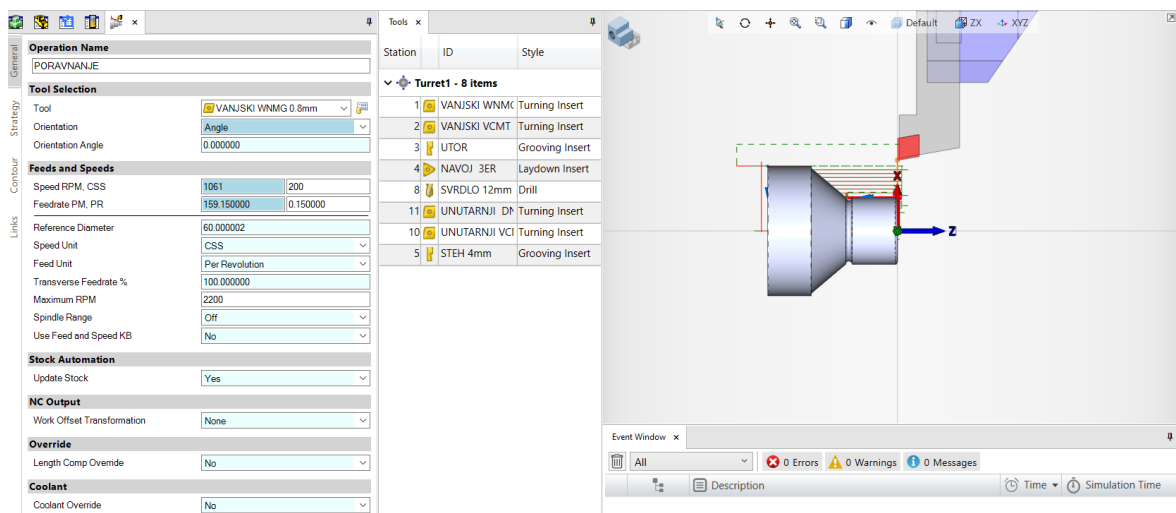 General
Strategy
Contour
Links
Operation Name
PORAVNANJE
Tool Selection
Tool VANJSKI WNMG 0.8mm
Orientation Angle
Orientation Angle 0.000000
Feeds and Speeds
Speed RPM, CSS 1061 200
Feedrate PM, PR 159.150000 0.150000
Reference Diameter 60.000002
Speed Unit CSS
Feed Unit Per Revolution
Transverse Feedrate % 100.000000
Maximum RPM 2200
Spindle Range Off
Use Feed and Speed KB No
Stock Automation
Update Stock Yes
NC Output
Work Offset Transformation None
Override
Length Comp Override No
Coolant
Coolant Override No
Tools
Station ID Style
Turret1 - 8 items
1 VANJSKI WNMG Turning Insert
2 VANJSKI VCMT Turning Insert
3 UTOR Grooving Insert
4 NAVOJ 3ER Laydown Insert
8 SVRDLO 12mm Drill
11 UNUTARNJI DN Turning Insert
10 UNUTARNJI VCI Turning Insert
5 STEH 4mm Grooving Insert
Default ZX XYZ
X
Z
Event Window
All 0 Errors 0 Warnings 0 Messages
Description Time Simulation Time